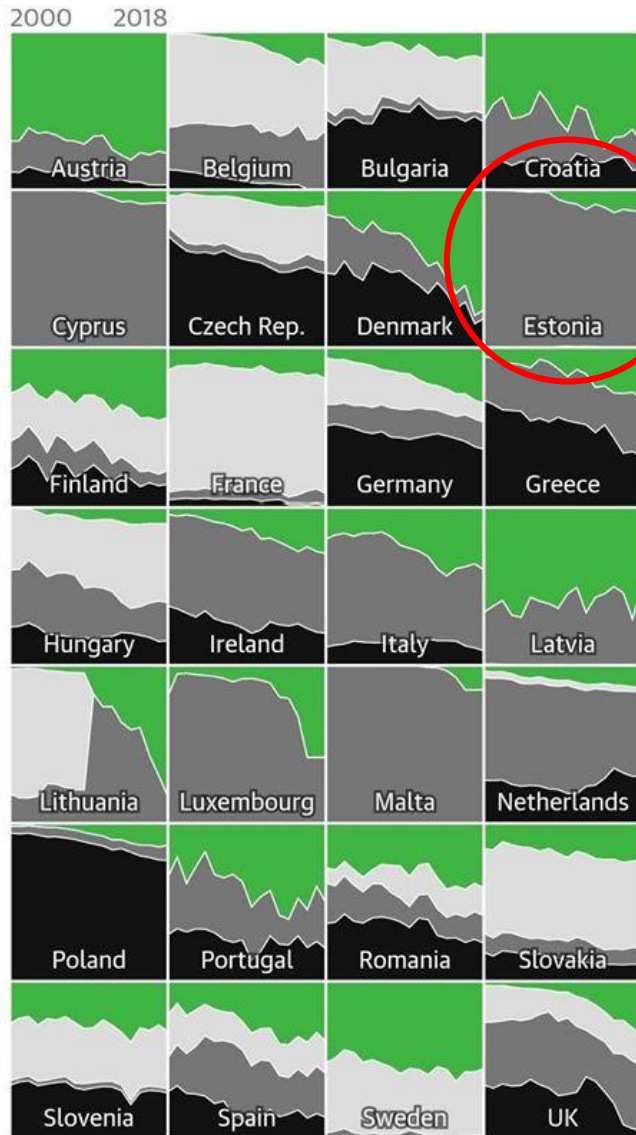 2000 2018
Austria Belgium Bulgaria Croatia
Cyprus Czech Rep. Denmark Estonia
Finland France Germany Greece
Hungary Ireland Italy Latvia
Lithuania Luxembourg Malta Netherlands
Poland Portugal Romania Slovakia
Slovenia Spain Sweden UK